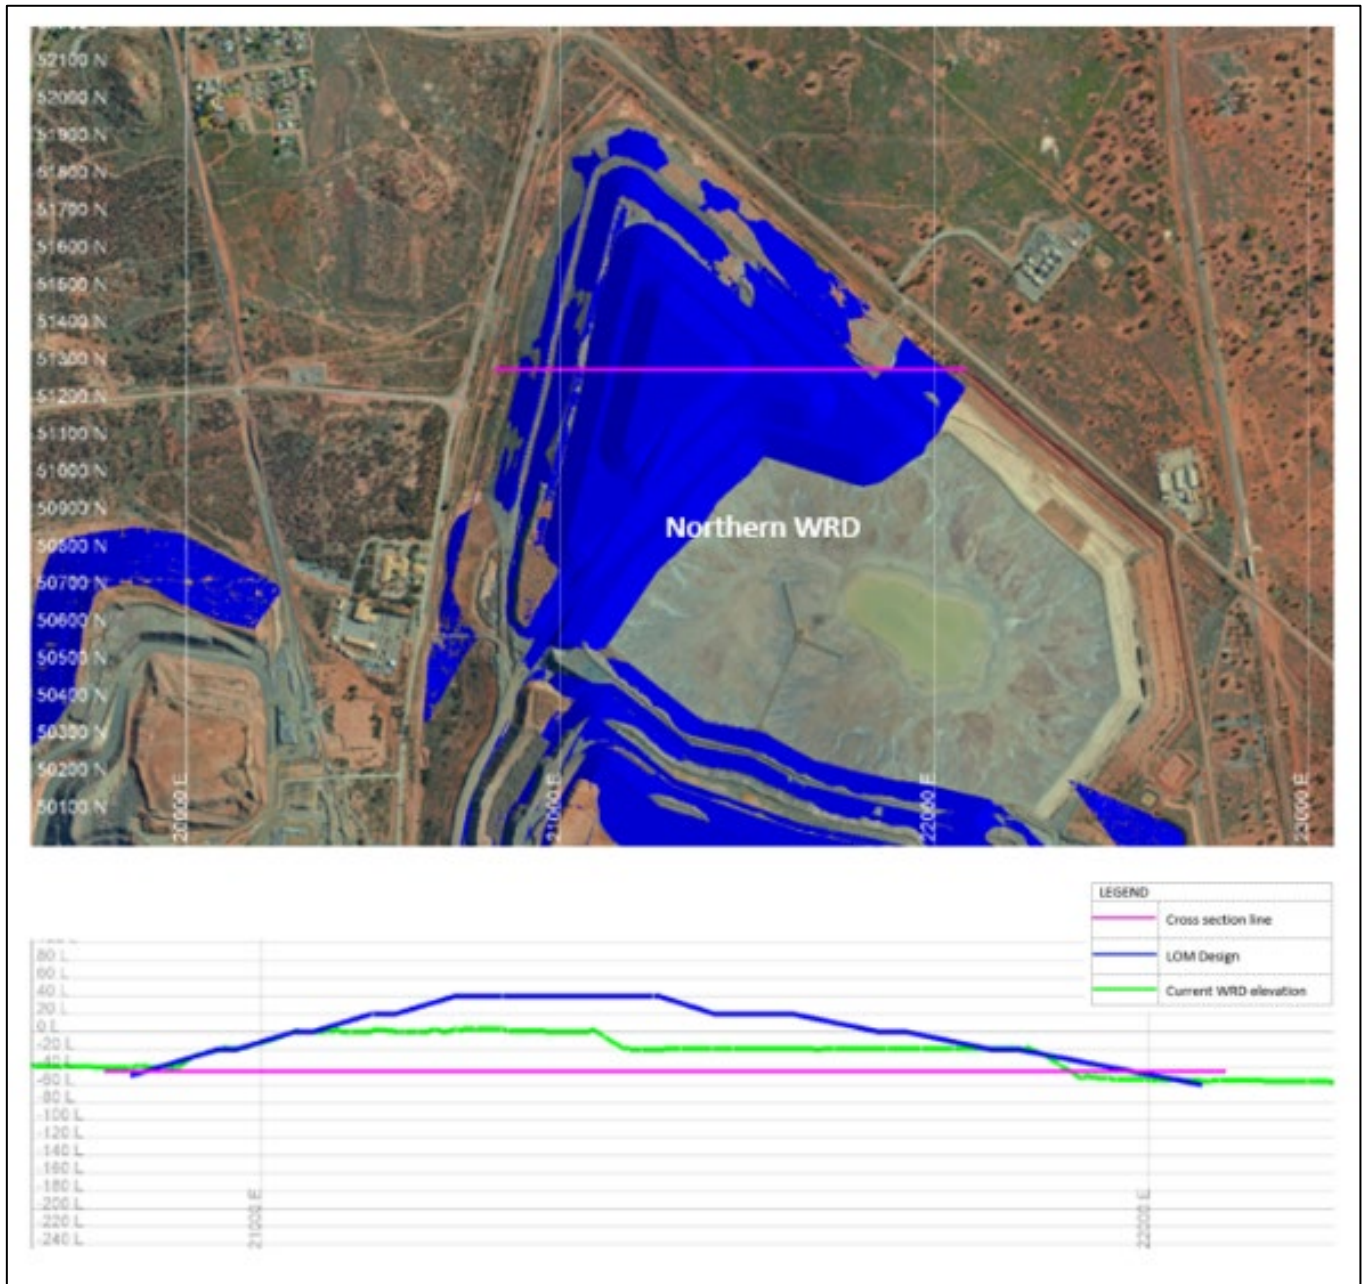 52100 N
52000 N
51900 N
51800 N
51700 N
51600 N
51500 N
51400 N
51300 N
51200 N
51100 N
51000 N
50900 N
50800 N
50700 N
50600 N
50500 N
50400 N
50300 N
50200 N
50100 N
Northern WRD
20000 E
21000 E
22000 E
23000 E
LEGEND
Cross section line
LOM Design
Current WRD elevation
80 L
60 L
40 L
20 L
0 L
-20 L
-40 L
-60 L
-80 L
-100 L
-120 L
-140 L
-160 L
-180 L
-200 L
-220 L
-240 L
21000 E
22000 E